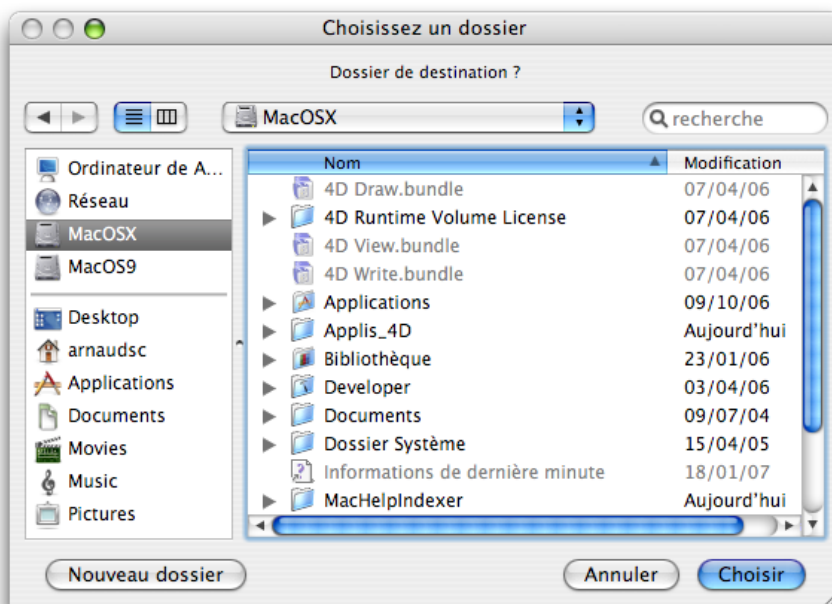 Choisissez un dossier
Dossier de destination ?
MacOSX
recherche
Ordinateur de A...
Réseau
MacOSX
MacOS9
Desktop
arnaudsc
Applications
Documents
Movies
Music
Pictures
Nom Modification
4D Draw.bundle 07/04/06
4D Runtime Volume License 07/04/06
4D View.bundle 07/04/06
4D Write.bundle 07/04/06
Applications 09/10/06
Applis_4D Aujourd'hui
Bibliothèque 23/01/06
Developer 03/04/06
Documents 09/07/04
Dossier Système 15/04/05
Informations de dernière minute 18/01/07
MacHelpIndexer Aujourd'hui
Nouveau dossier
Annuler
Choisir